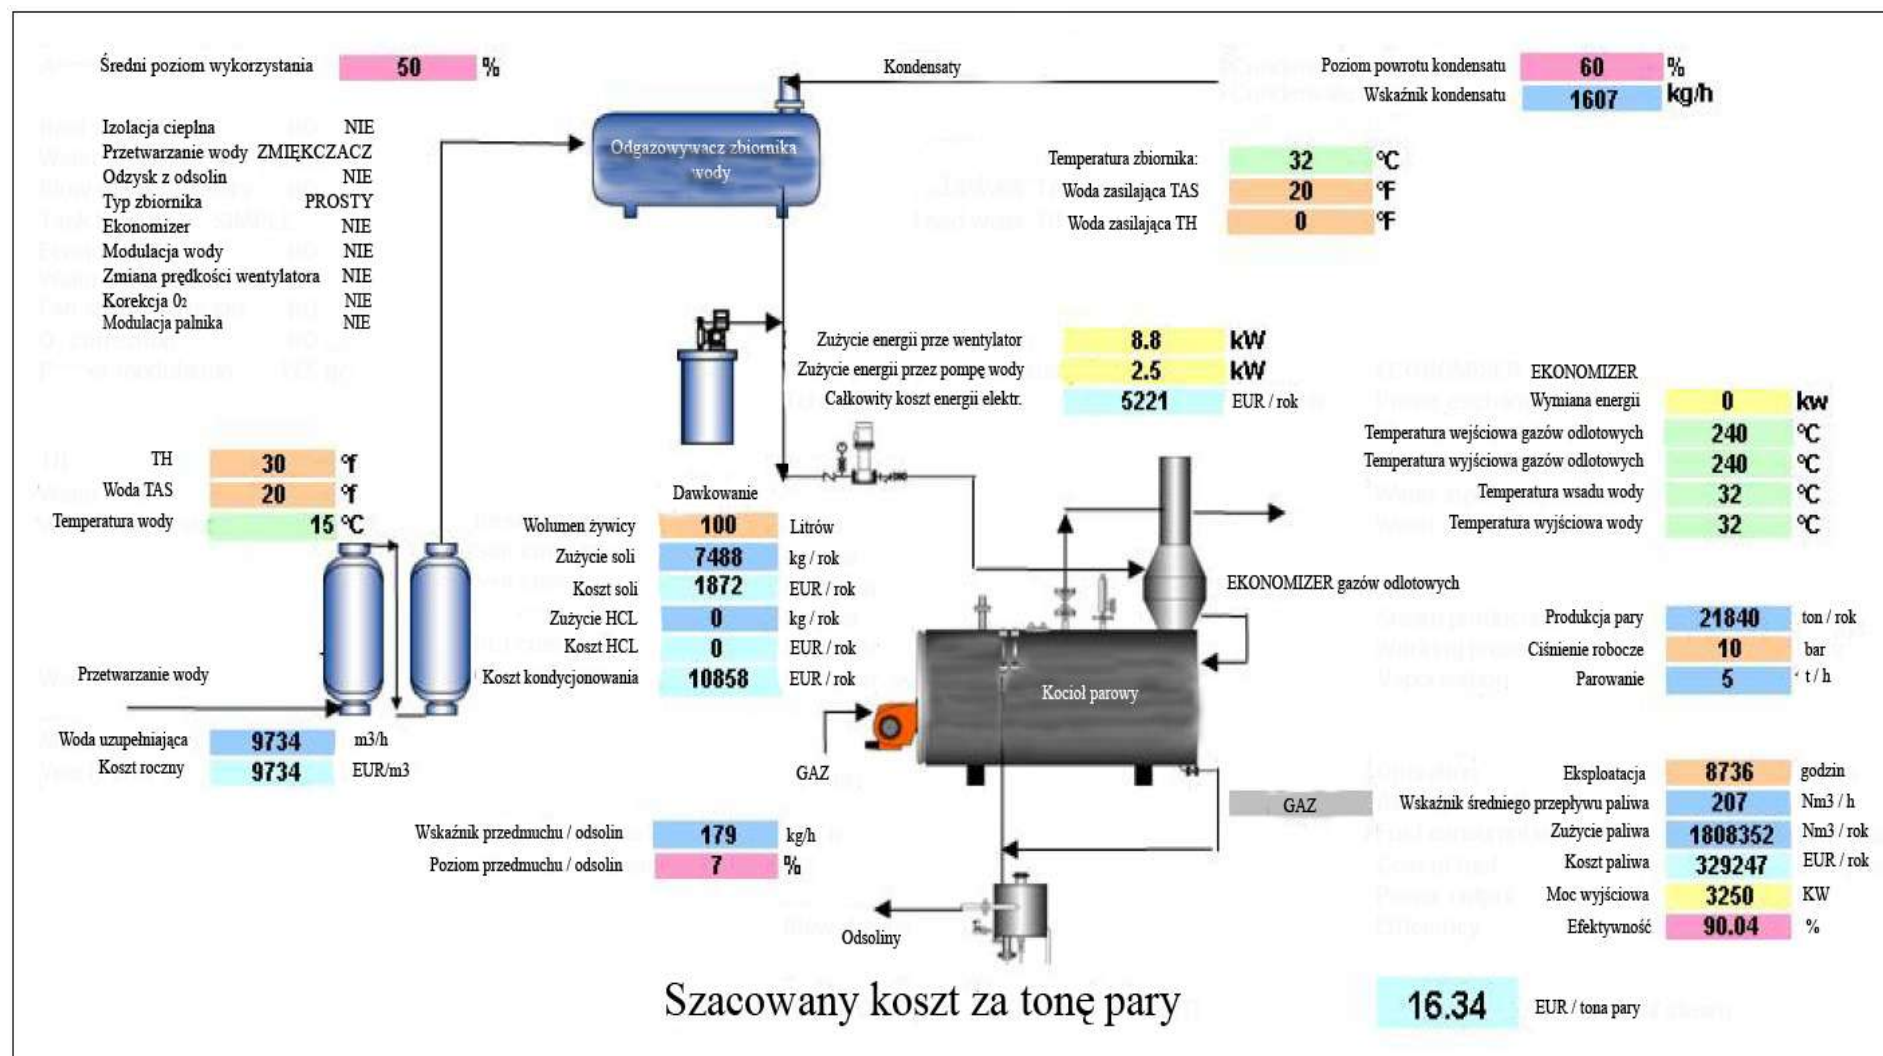 Średni poziom wykorzystania 50 %
Izolacja cieplna NIE
Przetwarzanie wody ZMIĘKCZACZ
Odzysk z odsolin NIE
Typ zbiornika PROSTY
Ekonomizer NIE
Modulacja wody NIE
Zmiana prędkości wentylatora NIE
Korekcja 02 NIE
Modulacja palnika NIE
Kondensaty
Odgazowywacz zbiornika
wody
Poziom powrotu kondensatu 60 %
Wskaźnik kondensatu 1607 kg/h
Temperatura zbiornika: 32 °C
Woda zasilająca TAS 20 °F
Woda zasilająca TH 0 °F
Zużycie energii prze wentylator 8.8 kW
Zużycie energii przez pompę wody 2.5 kW
Całkowity koszt energii elektr. 5221 EUR / rok
EKONOMIZER
Wymiana energii 0 kw
Temperatura wejściowa gazów odlotowych 240 °C
Temperatura wyjściowa gazów odlotowych 240 °C
Temperatura wsadu wody 32 °C
Temperatura wyjściowa wody 32 °C
TH 30 °f
Woda TAS 20 °f
Temperatura wody 15 °C
Dawkowanie
Wolumen żywicy 100 Litrów
Zużycie soli 7488 kg / rok
Koszt soli 1872 EUR / rok
Zużycie HCL 0 kg / rok
Koszt HCL 0 EUR / rok
Koszt kondycjonowania 10858 EUR / rok
EKONOMIZER gazów odlotowych
Produkcja pary 21840 ton / rok
Ciśnienie robocze 10 bar
Parowanie 5 t / h
Przetwarzanie wody
Kocioł parowy
Woda uzupełniająca 9734 m3/h
Koszt roczny 9734 EUR/m3
GAZ
GAZ
Eksploatacja 8736 godzin
Wskaźnik średniego przepływu paliwa 207 Nm3 / h
Zużycie paliwa 1808352 Nm3 / rok
Koszt paliwa 329247 EUR / rok
Moc wyjściowa 3250 KW
Efektywność 90.04 %
Wskaźnik przedmuchu / odsolin 179 kg/h
Poziom przedmuchu / odsolin 7 %
Odsoliny
Szacowany koszt za tonę pary 16.34 EUR / tona pary